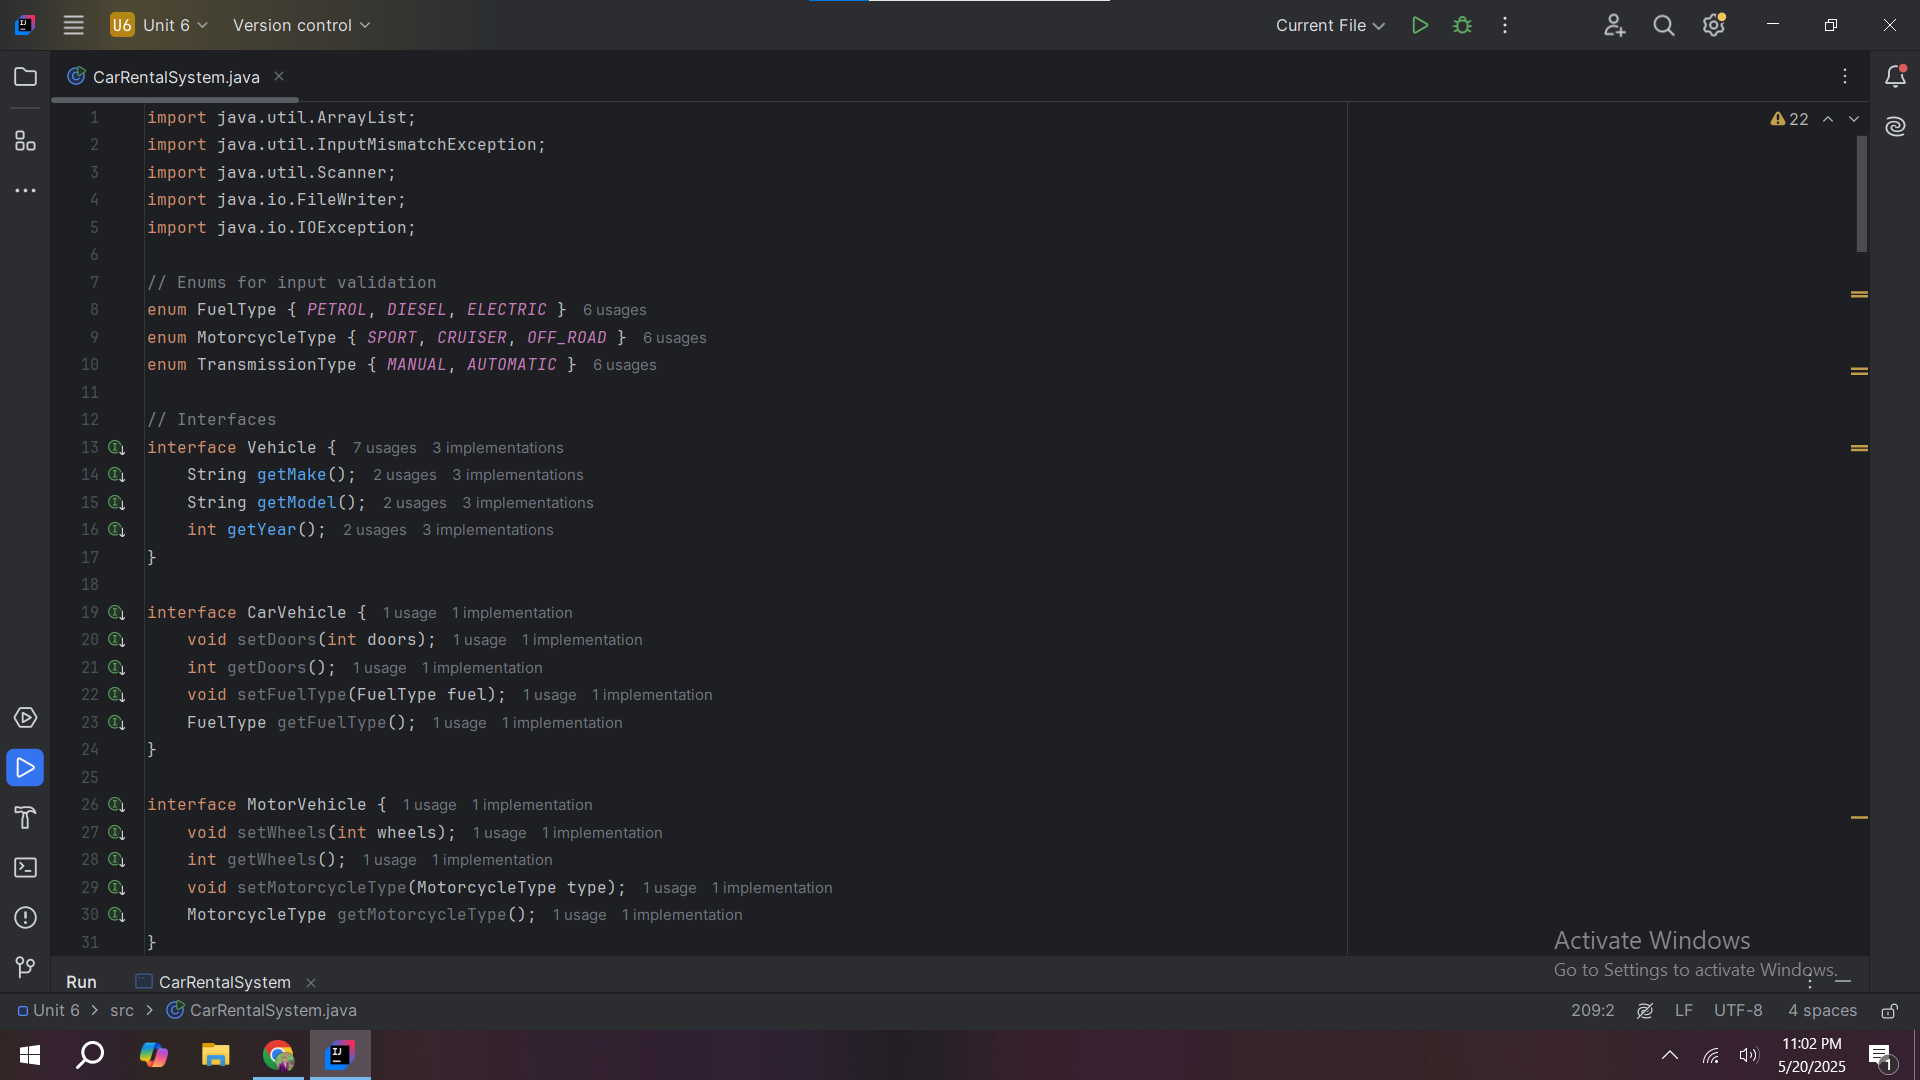 U6 Unit 6 Version control Current File
CarRentalSystem.java
22
1 import java.util.ArrayList;
2 import java.util.InputMismatchException;
3 import java.util.Scanner;
4 import java.io.FileWriter;
5 import java.io.IOException;
6
7 // Enums for input validation
8 enum FuelType { PETROL, DIESEL, ELECTRIC } 6 usages
9 enum MotorcycleType { SPORT, CRUISER, OFF_ROAD } 6 usages
10 enum TransmissionType { MANUAL, AUTOMATIC } 6 usages
11
12 // Interfaces
13 interface Vehicle { 7 usages 3 implementations
14 String getMake(); 2 usages 3 implementations
15 String getModel(); 2 usages 3 implementations
16 int getYear(); 2 usages 3 implementations
17 }
18
19 interface CarVehicle { 1 usage 1 implementation
20 void setDoors(int doors); 1 usage 1 implementation
21 int getDoors(); 1 usage 1 implementation
22 void setFuelType(FuelType fuel); 1 usage 1 implementation
23 FuelType getFuelType(); 1 usage 1 implementation
24 }
25
26 interface MotorVehicle { 1 usage 1 implementation
27 void setWheels(int wheels); 1 usage 1 implementation
28 int getWheels(); 1 usage 1 implementation
29 void setMotorcycleType(MotorcycleType type); 1 usage 1 implementation
30 MotorcycleType getMotorcycleType(); 1 usage 1 implementation
31 }
Activate Windows
Go to Settings to activate Windows.
Run CarRentalSystem
Unit 6 > src > CarRentalSystem.java 209:2 LF UTF-8 4 spaces
11:02 PM
5/20/2025
1